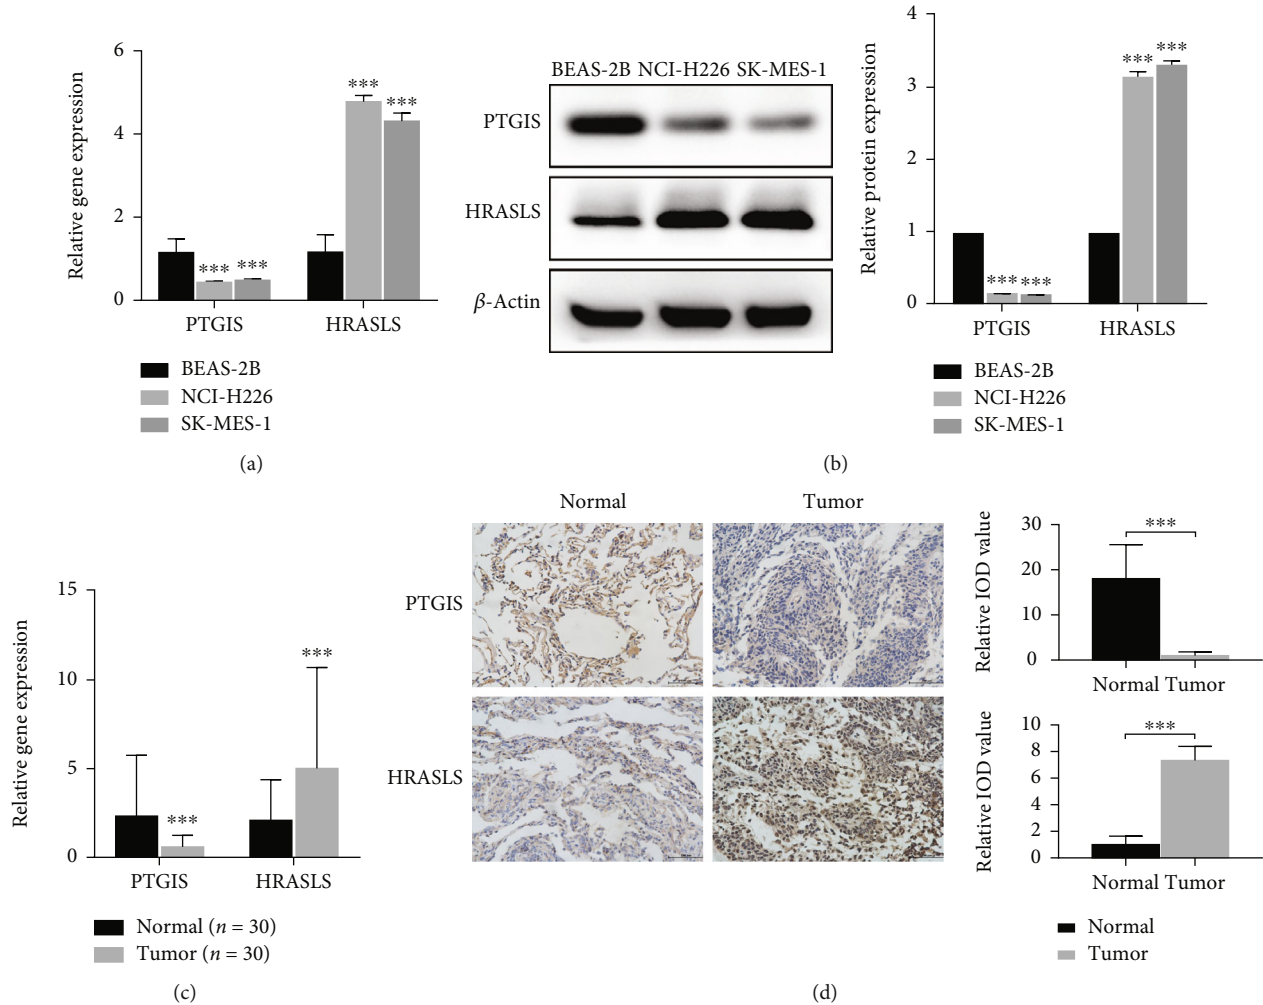 Relative gene expression
6
4
2
0
***
***
***
***
PTGIS
HRASLS
BEAS-2B
NCI-H226
SK-MES-1
(a)
BEAS-2B NCI-H226 SK-MES-1
PTGIS
HRASLS
β-Actin
Relative protein expression
4
3
2
1
0
***
***
***
***
PTGIS
HRASLS
BEAS-2B
NCI-H226
SK-MES-1
(b)
Relative gene expression
15
10
5
0
***
***
PTGIS
HRASLS
Normal (n = 30)
Tumor (n = 30)
(c)
Normal
Tumor
PTGIS
HRASLS
Relative IOD value
30
20
10
0
***
Normal Tumor
Relative IOD value
10
8
6
4
2
0
***
Normal Tumor
Normal
Tumor
(d)